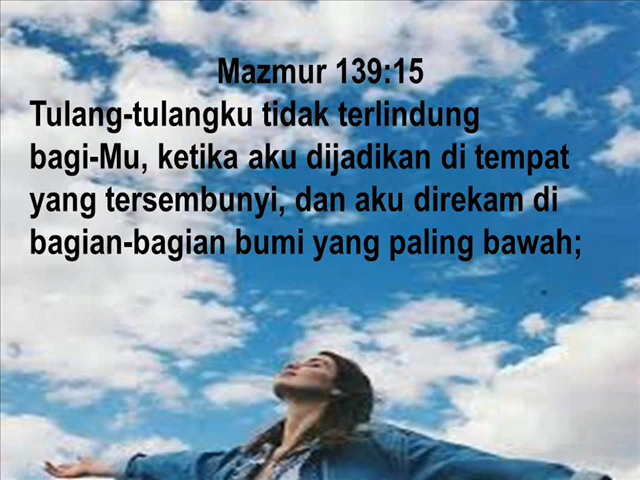 Mazmur 139:15
Tulang-tulangku tidak terlindung
bagi-Mu, ketika aku dijadikan di tempat
yang tersembunyi, dan aku direkam di
bagian-bagian bumi yang paling bawah;